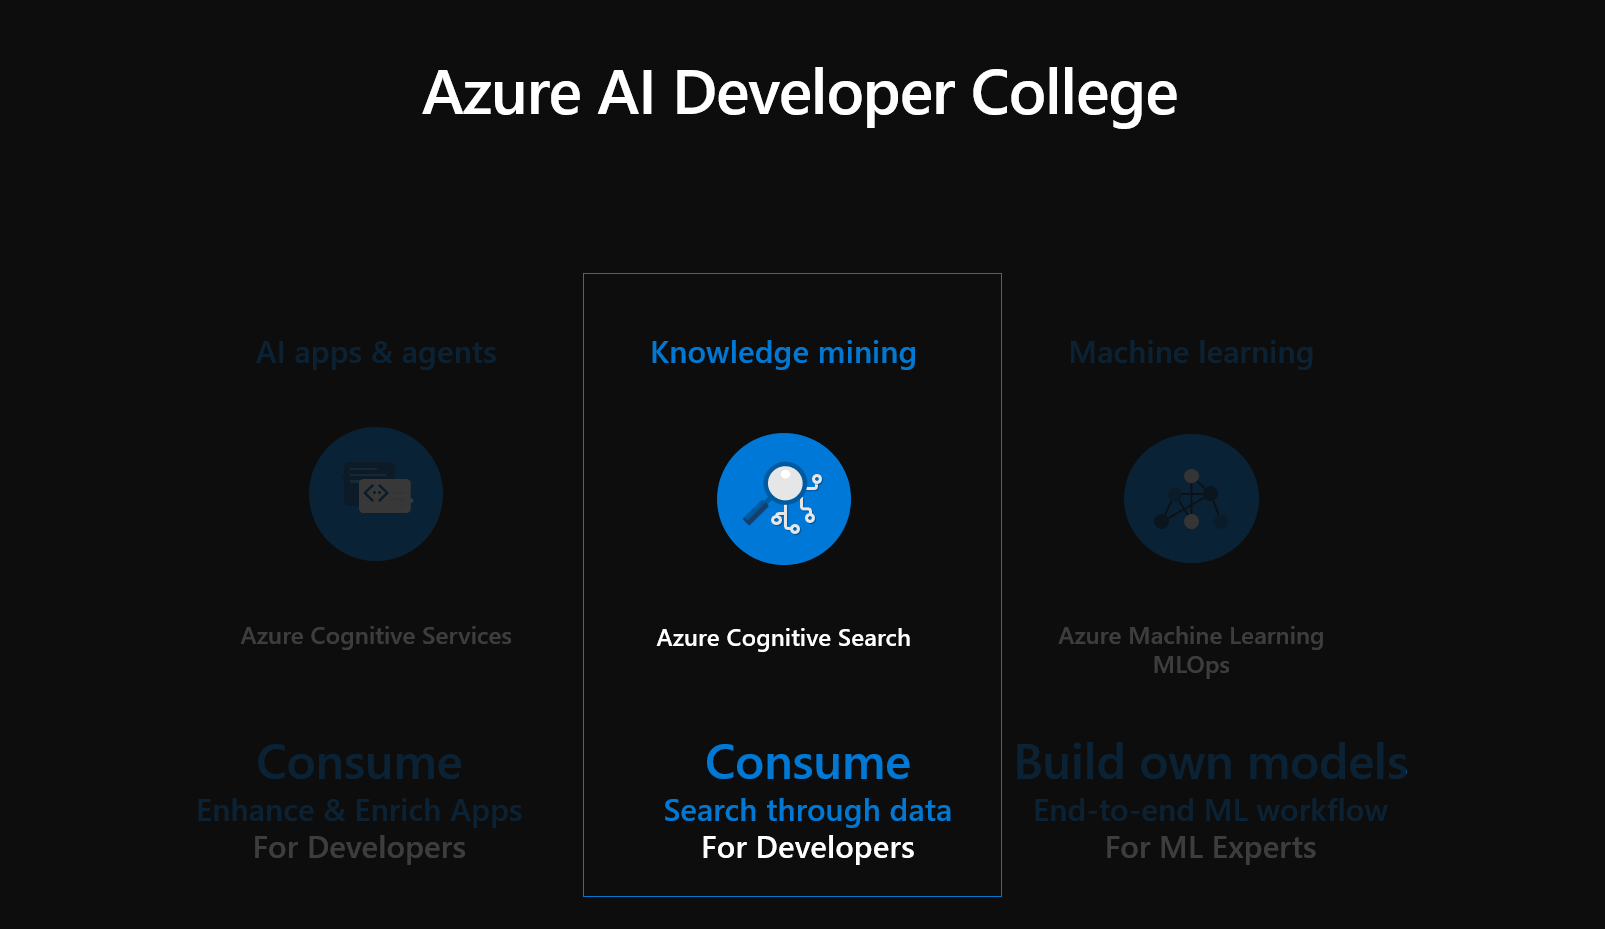 Azure AI Developer College
AI apps & agents
Azure Cognitive Services
Consume
Enhance & Enrich Apps
For Developers
Knowledge mining
Azure Cognitive Search
Consume
Search through data
For Developers
Machine learning
Azure Machine Learning
MLOps
Build own models
End-to-end ML workflow
For ML Experts